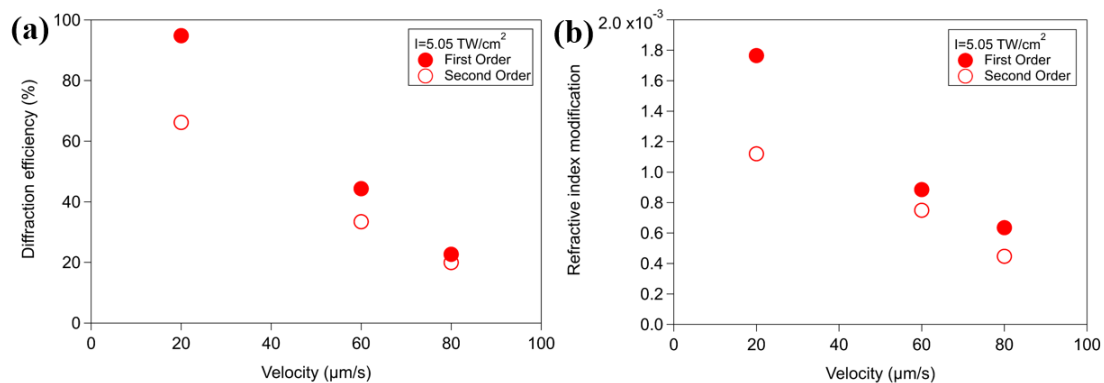 (a)
100
80
60
40
20
0
Diffraction efficiency (%)
I=5.05 TW/cm²
First Order
Second Order
0 20 40 60 80 100
Velocity (µm/s)
(b)
2.0 x10⁻³
1.8
1.6
1.4
1.2
1.0
0.8
0.6
0.4
0.2
0.0
Refractive index modification
I=5.05 TW/cm²
First Order
Second Order
0 20 40 60 80 100
Velocity (µm/s)